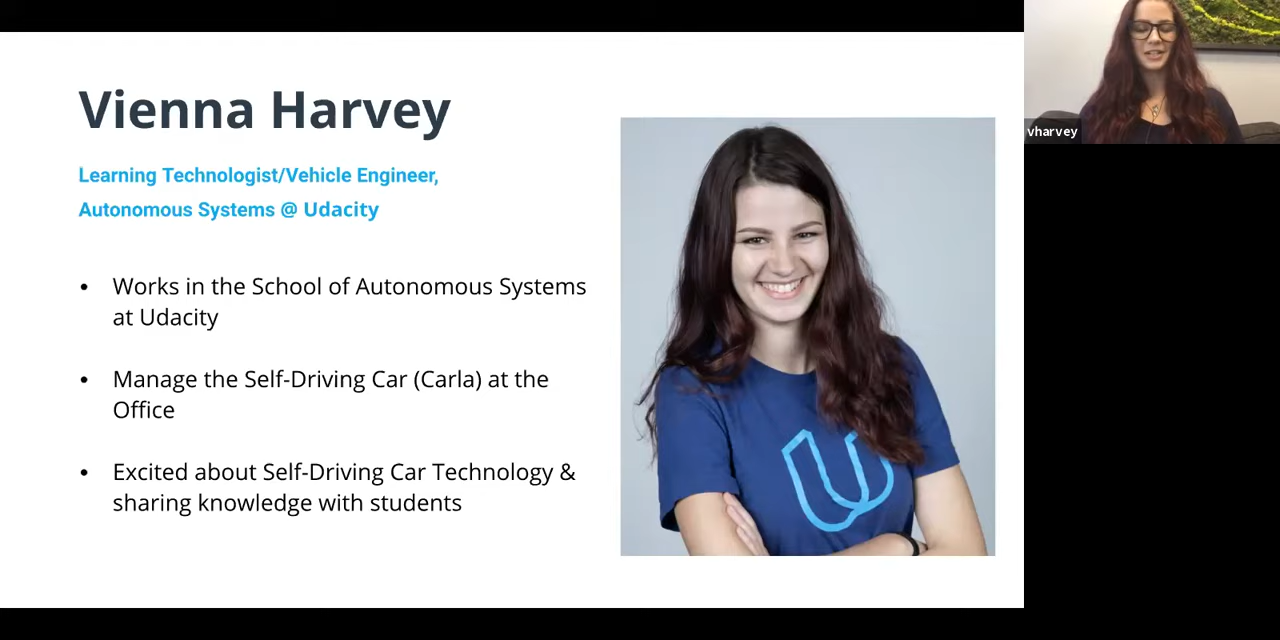 Vienna Harvey
Learning Technologist/Vehicle Engineer,
Autonomous Systems @ Udacity
• Works in the School of Autonomous Systems
at Udacity
• Manage the Self-Driving Car (Carla) at the
Office
• Excited about Self-Driving Car Technology &
sharing knowledge with students
vharvey